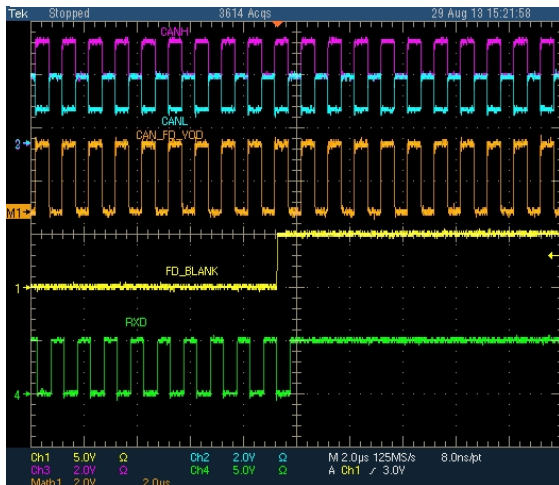 Tek Stopped 3614 Acqs 29 Aug 13 15:21:58
CANH
CANL
2
CAN_FD_VOD
M1
FD_BLANK
1
RXD
4
Ch1 5.0V Ω Ch2 2.0V Ω M 2.0µs 125MS/s 8.0ns/pt
Ch3 2.0V Ω Ch4 5.0V Ω A Ch1 / 3.0V
Math1 2.0V 2.0µs